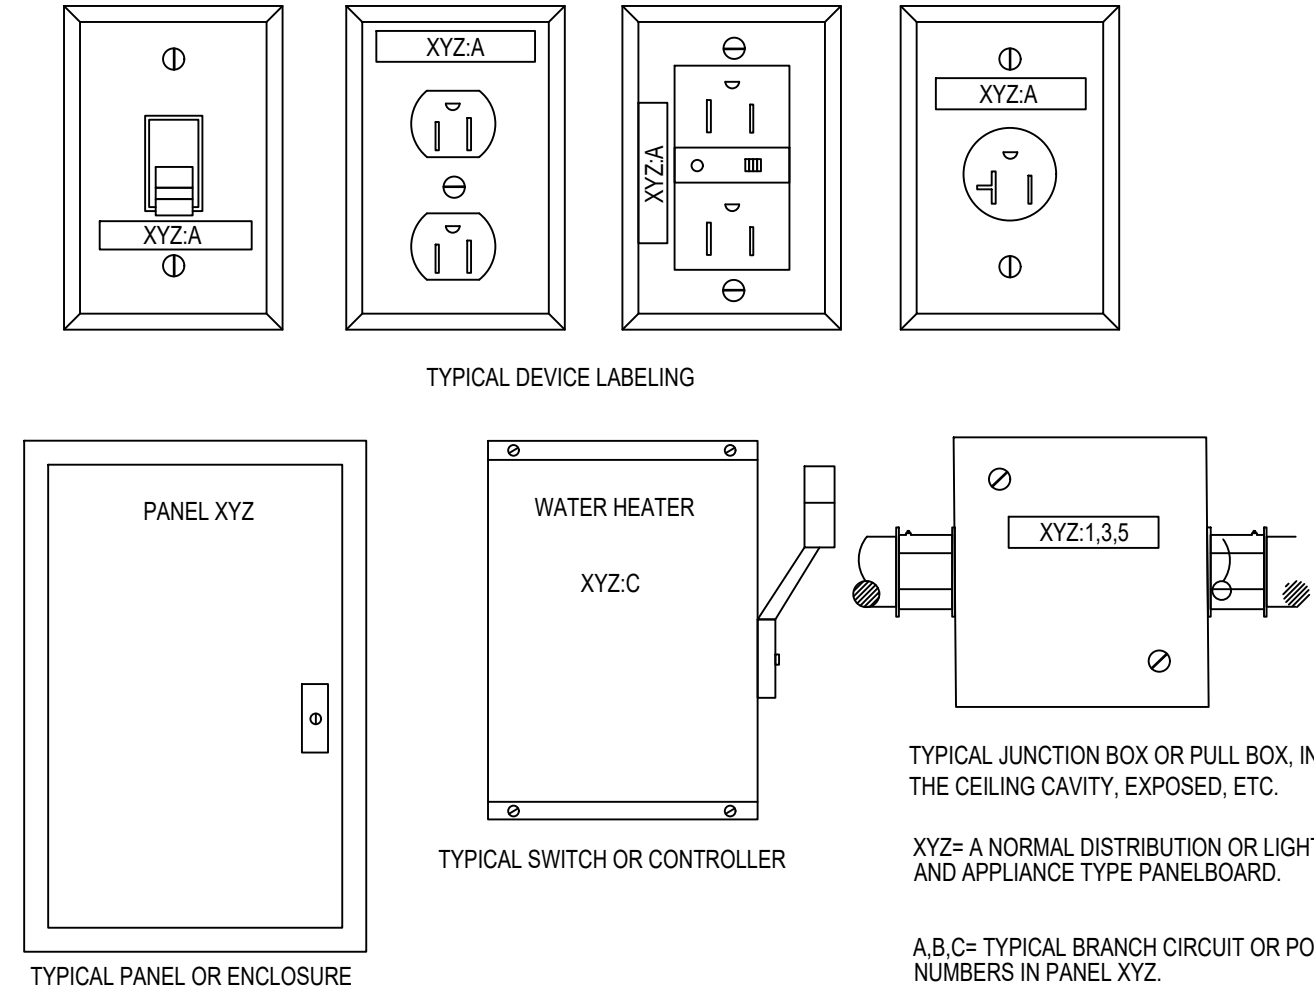 XYZ:A
XYZ:A
XYZ:A
XYZ:A
TYPICAL DEVICE LABELING
PANEL XYZ
WATER HEATER
XYZ:C
XYZ:1,3,5
TYPICAL JUNCTION BOX OR PULL BOX, IN
THE CEILING CAVITY, EXPOSED, ETC.
TYPICAL SWITCH OR CONTROLLER
XYZ= A NORMAL DISTRIBUTION OR LIGHT
AND APPLIANCE TYPE PANELBOARD.
A,B,C= TYPICAL BRANCH CIRCUIT OR PO
NUMBERS IN PANEL XYZ.
TYPICAL PANEL OR ENCLOSURE